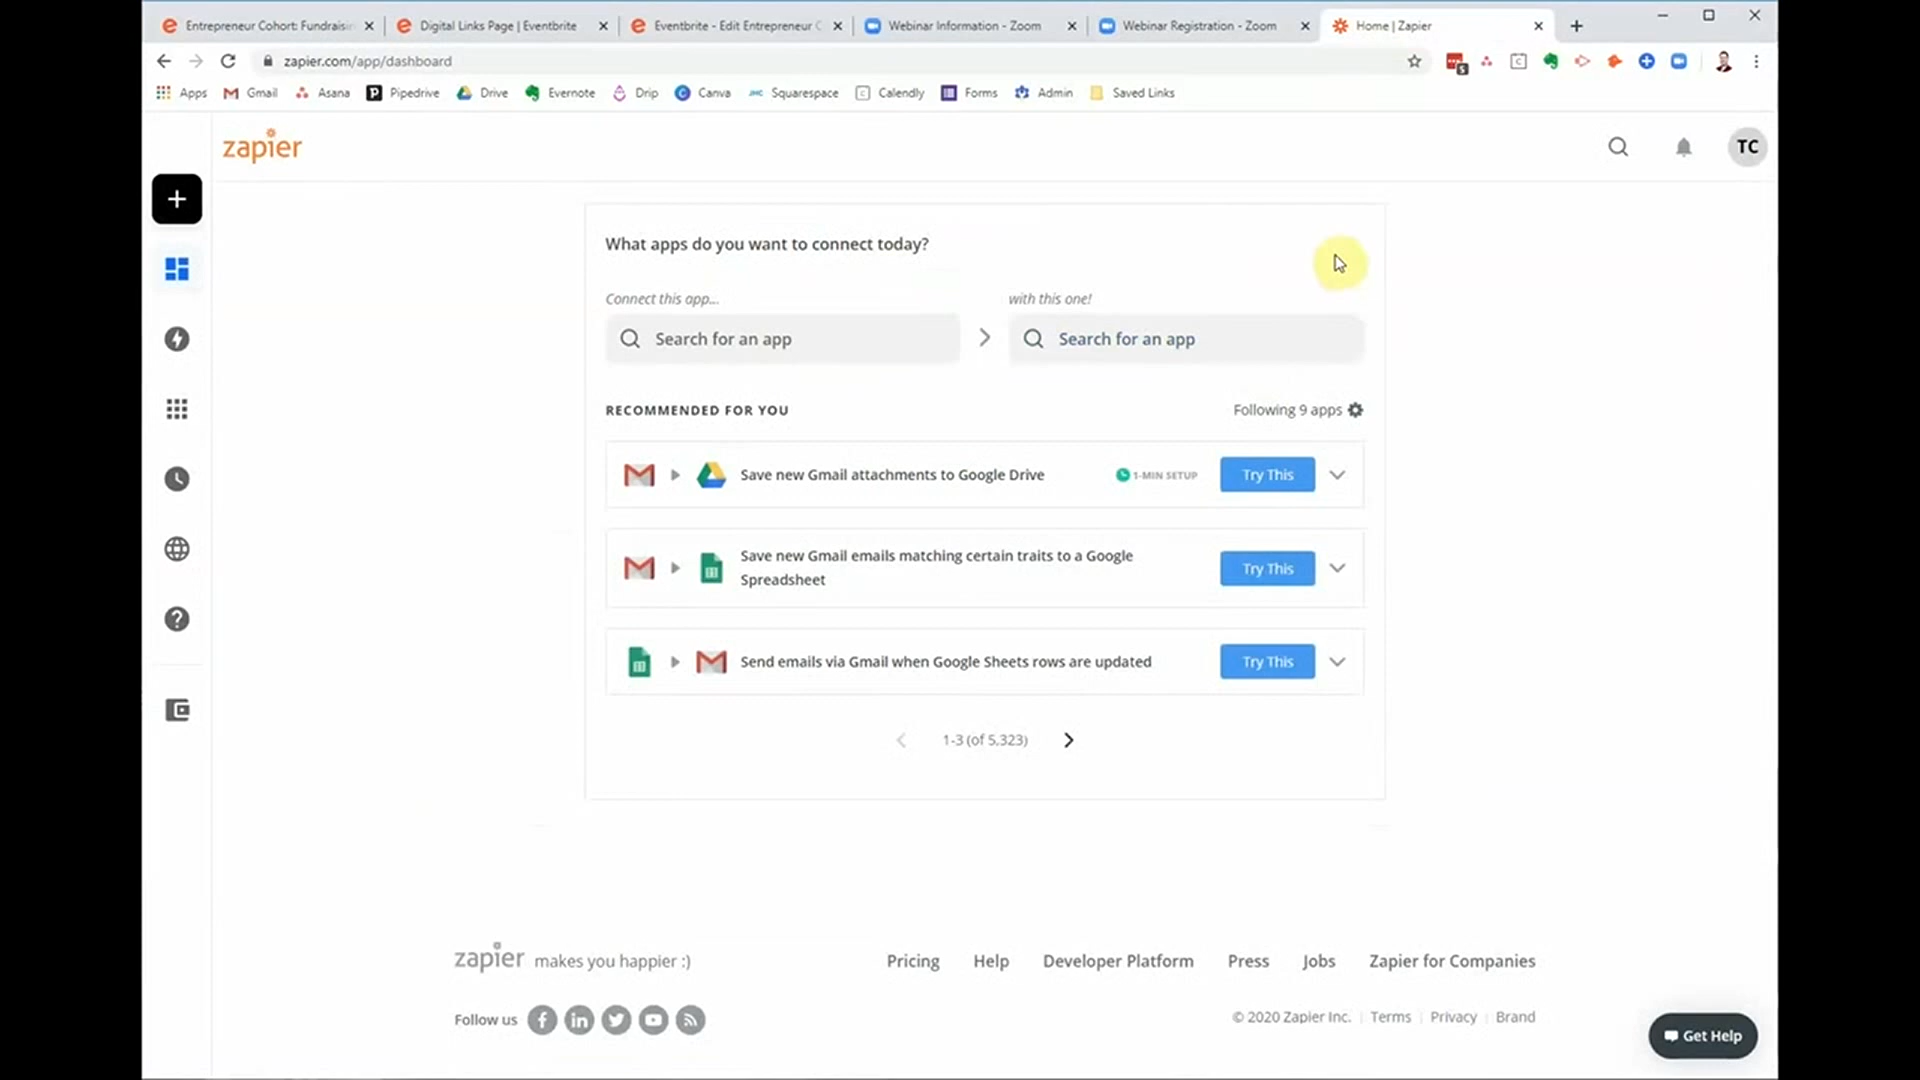 Entrepreneur Cohort: Fundraisin
Digital Links Page | Eventbrite
Eventbrite - Edit Entrepreneur C
Webinar Information - Zoom
Webinar Registration - Zoom
Home | Zapier
zapier.com/app/dashboard
5
Apps
Gmail
Asana
Pipedrive
Drive
Evernote
Drip
Canva
Squarespace
Calendly
Forms
Admin
Saved Links
zapier
TC
What apps do you want to connect today?
Connect this app...
with this one!
Search for an app
Search for an app
RECOMMENDED FOR YOU
Following 9 apps
Save new Gmail attachments to Google Drive
1-MIN SETUP
Try This
Save new Gmail emails matching certain traits to a Google
Spreadsheet
Try This
Send emails via Gmail when Google Sheets rows are updated
Try This
1-3 (of 5,323)
zapier makes you happier :)
Pricing
Help
Developer Platform
Press
Jobs
Zapier for Companies
Follow us
© 2020 Zapier Inc.
Terms
Privacy
Brand
Get Help